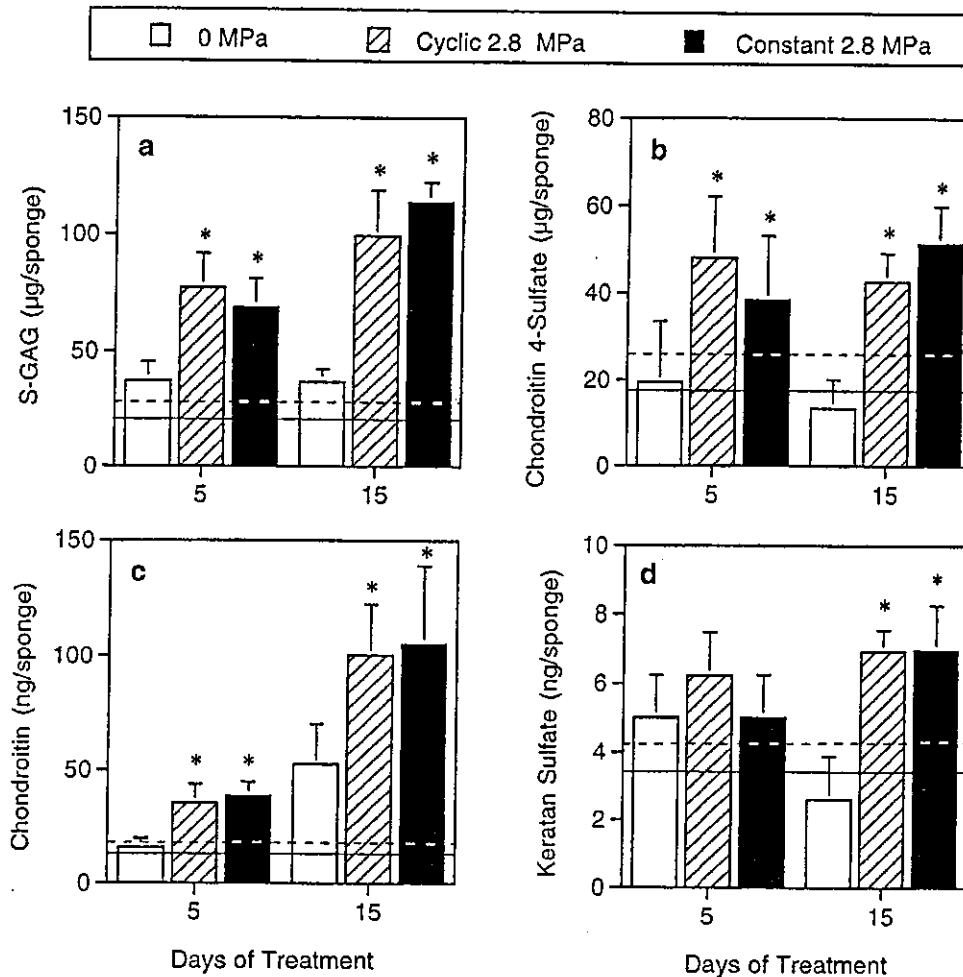 0 MPa Cyclic 2.8 MPa Constant 2.8 MPa
a
S-GAG (µg/sponge)
150
100
50
0
* * * *
5 15
b
Chondroitin 4-Sulfate (µg/sponge)
80
60
40
20
0
* * * *
5 15
c
Chondroitin (ng/sponge)
150
100
50
0
* * * *
5 15
Days of Treatment
d
Keratan Sulfate (ng/sponge)
10
8
6
4
2
0
* *
5 15
Days of Treatment